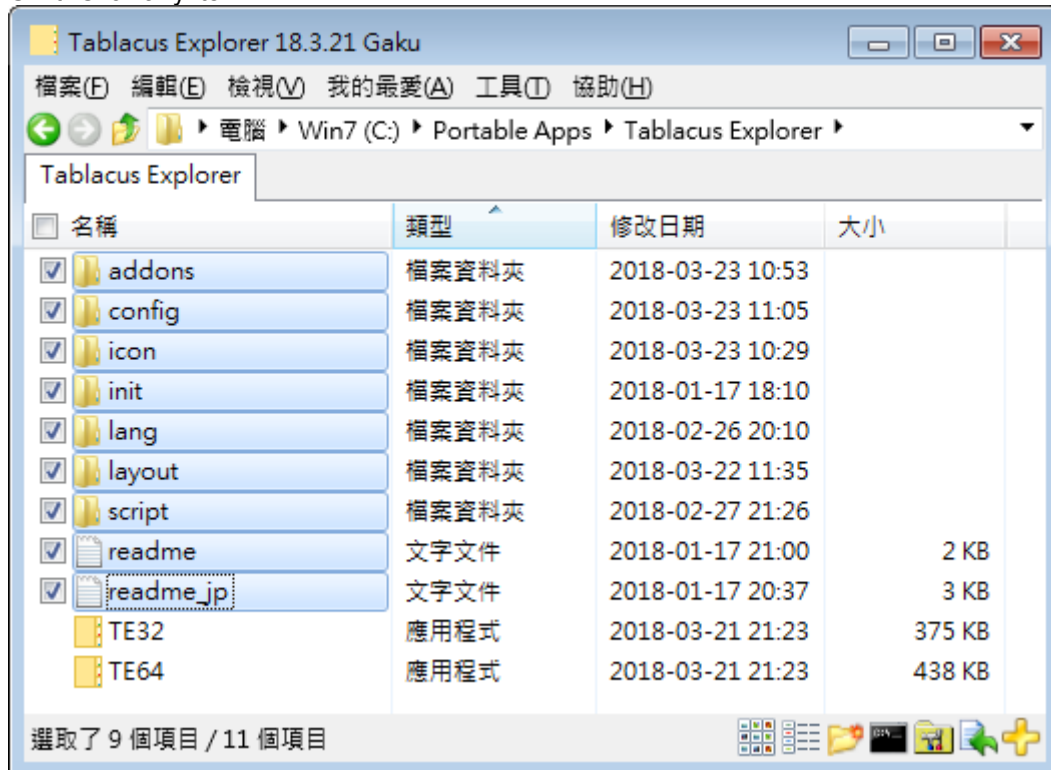 Tablacus Explorer 18.3.21 Gaku
檔案(F) 編輯(E) 檢視(V) 我的最愛(A) 工具(T) 協助(H)
電腦 Win7 (C:) Portable Apps Tablacus Explorer
Tablacus Explorer
名稱 類型 修改日期 大小
addons 檔案資料夾 2018-03-23 10:53
config 檔案資料夾 2018-03-23 11:05
icon 檔案資料夾 2018-03-23 10:29
init 檔案資料夾 2018-01-17 18:10
lang 檔案資料夾 2018-02-26 20:10
layout 檔案資料夾 2018-03-22 11:35
script 檔案資料夾 2018-02-27 21:26
readme 文字文件 2018-01-17 21:00 2 KB
readme_jp 文字文件 2018-01-17 20:37 3 KB
TE32 應用程式 2018-03-21 21:23 375 KB
TE64 應用程式 2018-03-21 21:23 438 KB
選取了 9 個項目 / 11 個項目